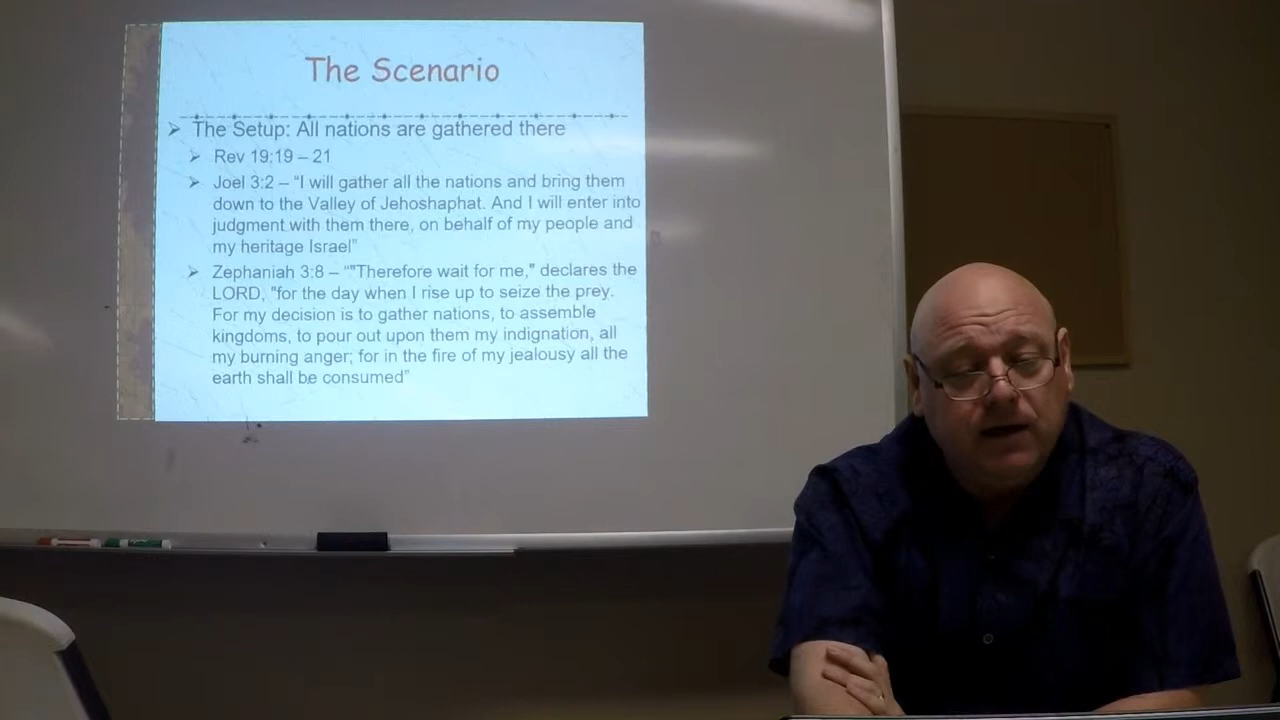 The Scenario
The Setup: All nations are gathered there
Rev 19:19 – 21
Joel 3:2 – “I will gather all the nations and bring them
down to the Valley of Jehoshaphat. And I will enter into
judgment with them there, on behalf of my people and
my heritage Israel”
Zephaniah 3:8 – “"Therefore wait for me," declares the
LORD, "for the day when I rise up to seize the prey.
For my decision is to gather nations, to assemble
kingdoms, to pour out upon them my indignation, all
my burning anger; for in the fire of my jealousy all the
earth shall be consumed”